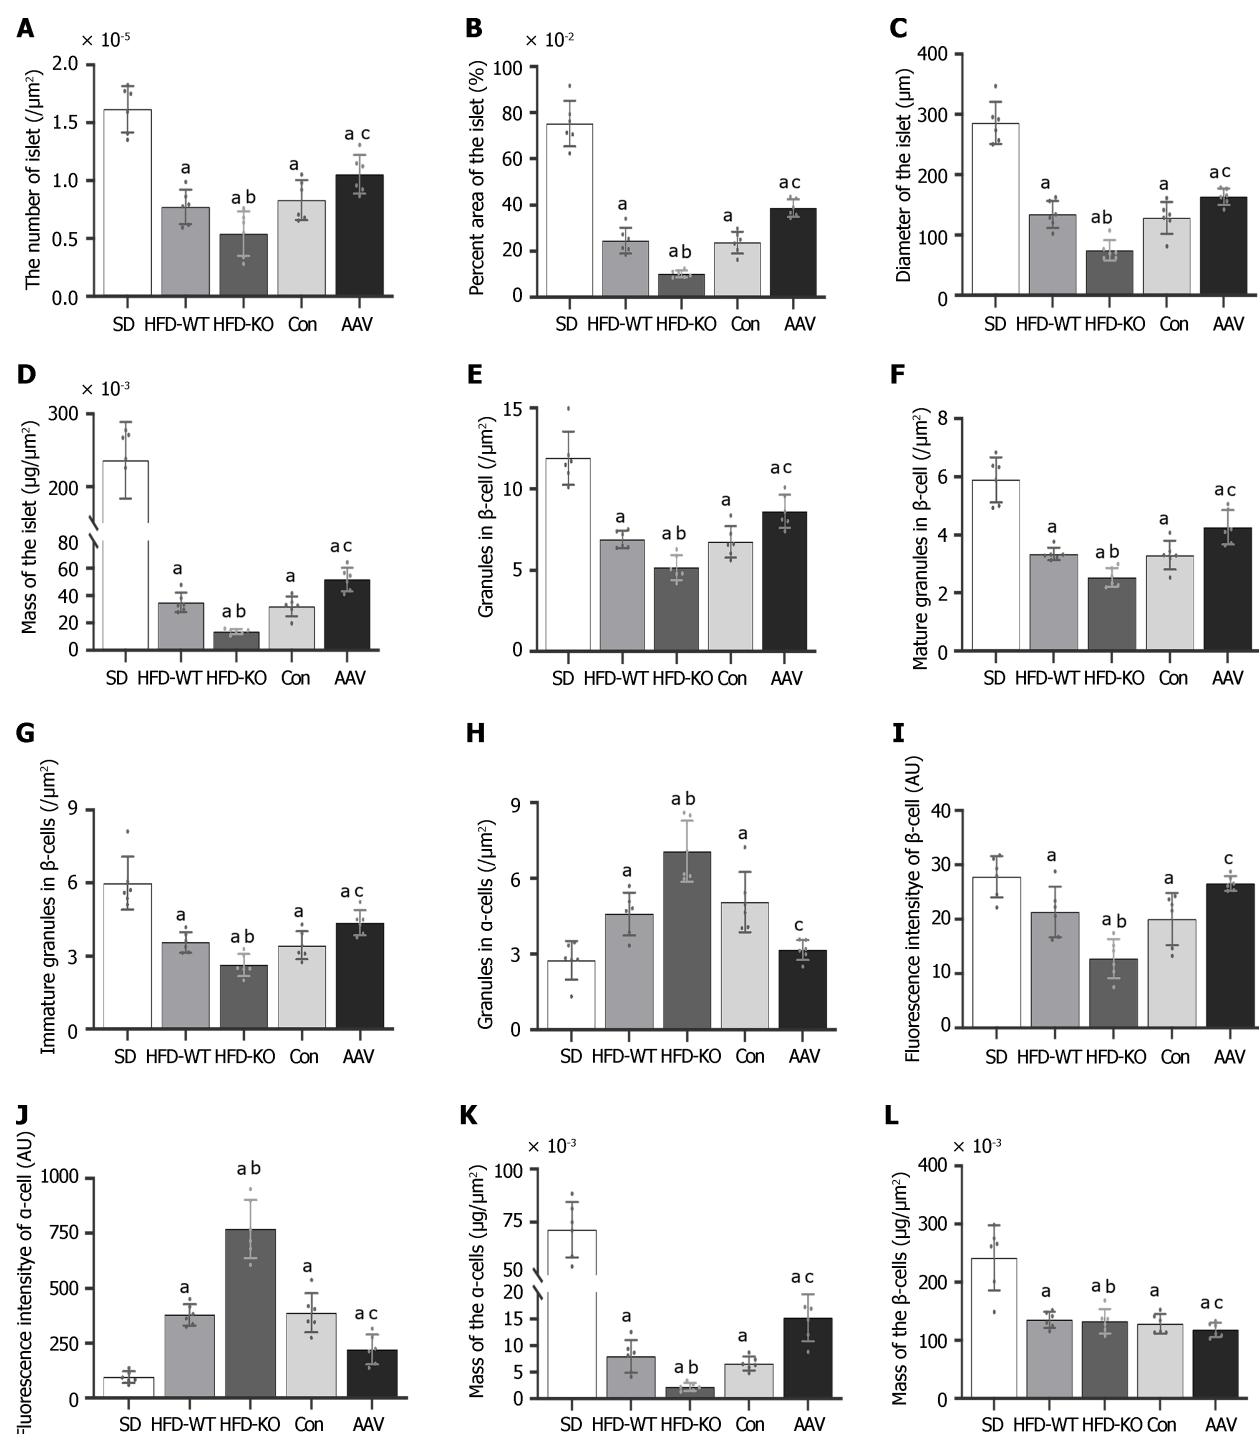 A
× 10⁻⁵
The number of islet (/µm²)
2.0
1.5
1.0
0.5
0.0
a
a b
a
a c
SD HFD-WT HFD-KO Con AAV
B
× 10⁻²
Percent area of the islet (%)
100
80
60
40
20
0
a
a b
a
a c
SD HFD-WT HFD-KO Con AAV
C
Diameter of the islet (µm)
400
300
200
100
0
a
ab
a
a c
SD HFD-WT HFD-KO Con AAV
D
× 10⁻³
Mass of the islet (µg/µm²)
300
200
80
60
40
20
0
a
a b
a
a c
SD HFD-WT HFD-KO Con AAV
E
Granules in β-cell (/µm²)
15
10
5
0
a
a b
a
a c
SD HFD-WT HFD-KO Con AAV
F
Mature granules in β-cell (/µm²)
8
6
4
2
0
a
a b
a
a c
SD HFD-WT HFD-KO Con AAV
G
Immature granules in β-cells (/µm²)
9
6
3
0
a
a b
a
a c
SD HFD-WT HFD-KO Con AAV
H
Granules in α-cells (/µm²)
9
6
3
0
a
a b
a
c
SD HFD-WT HFD-KO Con AAV
I
Fluorescence intensitye of β-cell (AU)
40
30
20
10
0
a
a b
a
c
SD HFD-WT HFD-KO Con AAV
J
Fluorescence intensitye of α-cell (AU)
1000
750
500
250
0
a
a b
a
a c
SD HFD-WT HFD-KO Con AAV
K
× 10⁻³
Mass of the α-cells (µg/µm²)
100
75
50
20
15
10
5
0
a
a b
a
a c
SD HFD-WT HFD-KO Con AAV
L
× 10⁻³
Mass of the β-cells (µg/µm²)
400
300
200
100
0
a
a b
a
a c
SD HFD-WT HFD-KO Con AAV